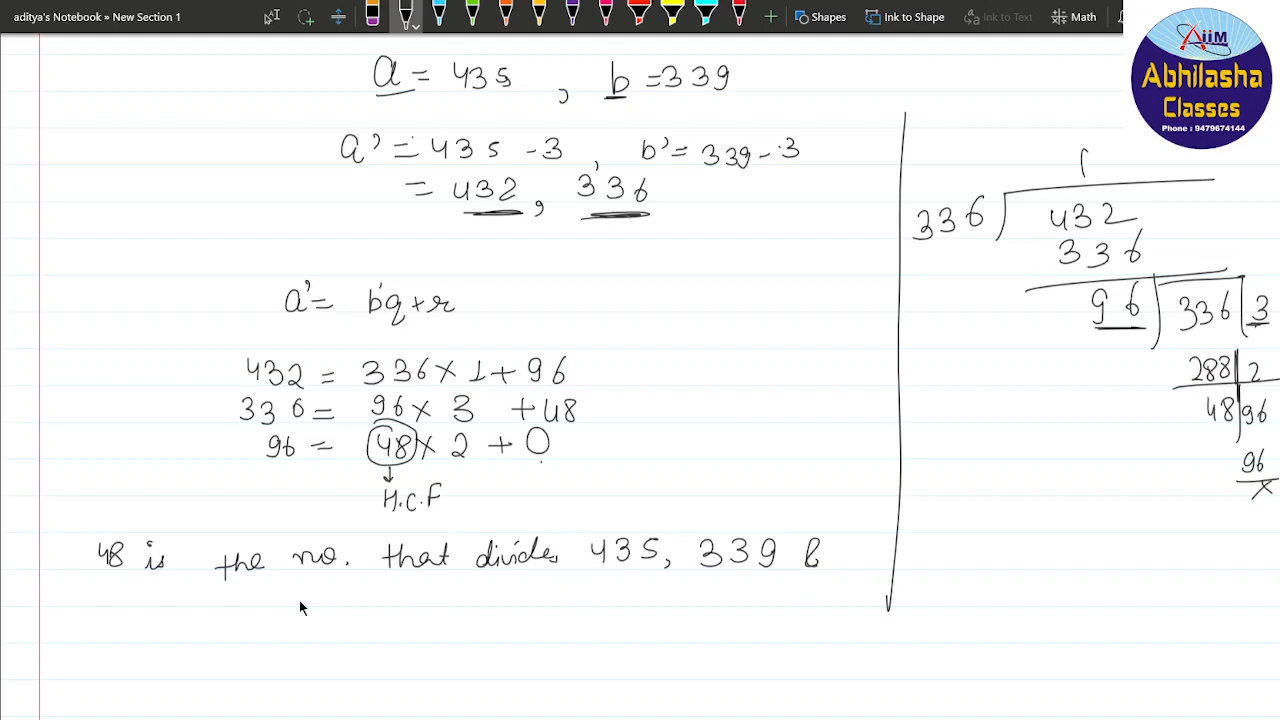 aditya's Notebook » New Section 1
Shapes
Ink to Shape
Ink to Text
Math
AIIM
Abhilasha
Classes
Phone : 9479674144
a = 435 , b = 339
a' = 435 - 3 , b' = 339 - 3
= 432 , 336
a' = b'q + r
432 = 336 × 1 + 96
336 = 96 × 3 + 48
96 = 48 × 2 + 0
H.C.F
48 is the no. that divides 435, 339 b
1
336 ) 432
336
96 ) 336 ( 3
288 | 2
48 | 96
96
×